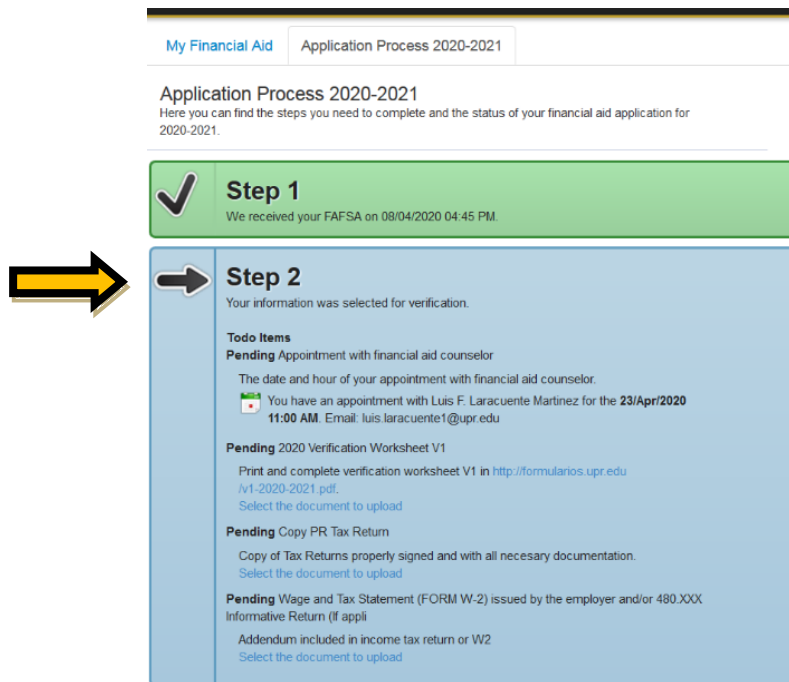 My Financial Aid
Application Process 2020-2021
Application Process 2020-2021
Here you can find the steps you need to complete and the status of your financial aid application for
2020-2021.
Step 1
We received your FAFSA on 08/04/2020 04:45 PM.
Step 2
Your information was selected for verification.
Todo Items
Pending Appointment with financial aid counselor
The date and hour of your appointment with financial aid counselor.
You have an appointment with Luis F. Laracuente Martinez for the 23/Apr/2020
11:00 AM. Email: luis.laracuente1@upr.edu
Pending 2020 Verification Worksheet V1
Print and complete verification worksheet V1 in http://formularios.upr.edu
/v1-2020-2021.pdf.
Select the document to upload
Pending Copy PR Tax Return
Copy of Tax Returns properly signed and with all necesary documentation.
Select the document to upload
Pending Wage and Tax Statement (FORM W-2) issued by the employer and/or 480.XXX
Informative Return (If appli
Addendum included in income tax return or W2
Select the document to upload